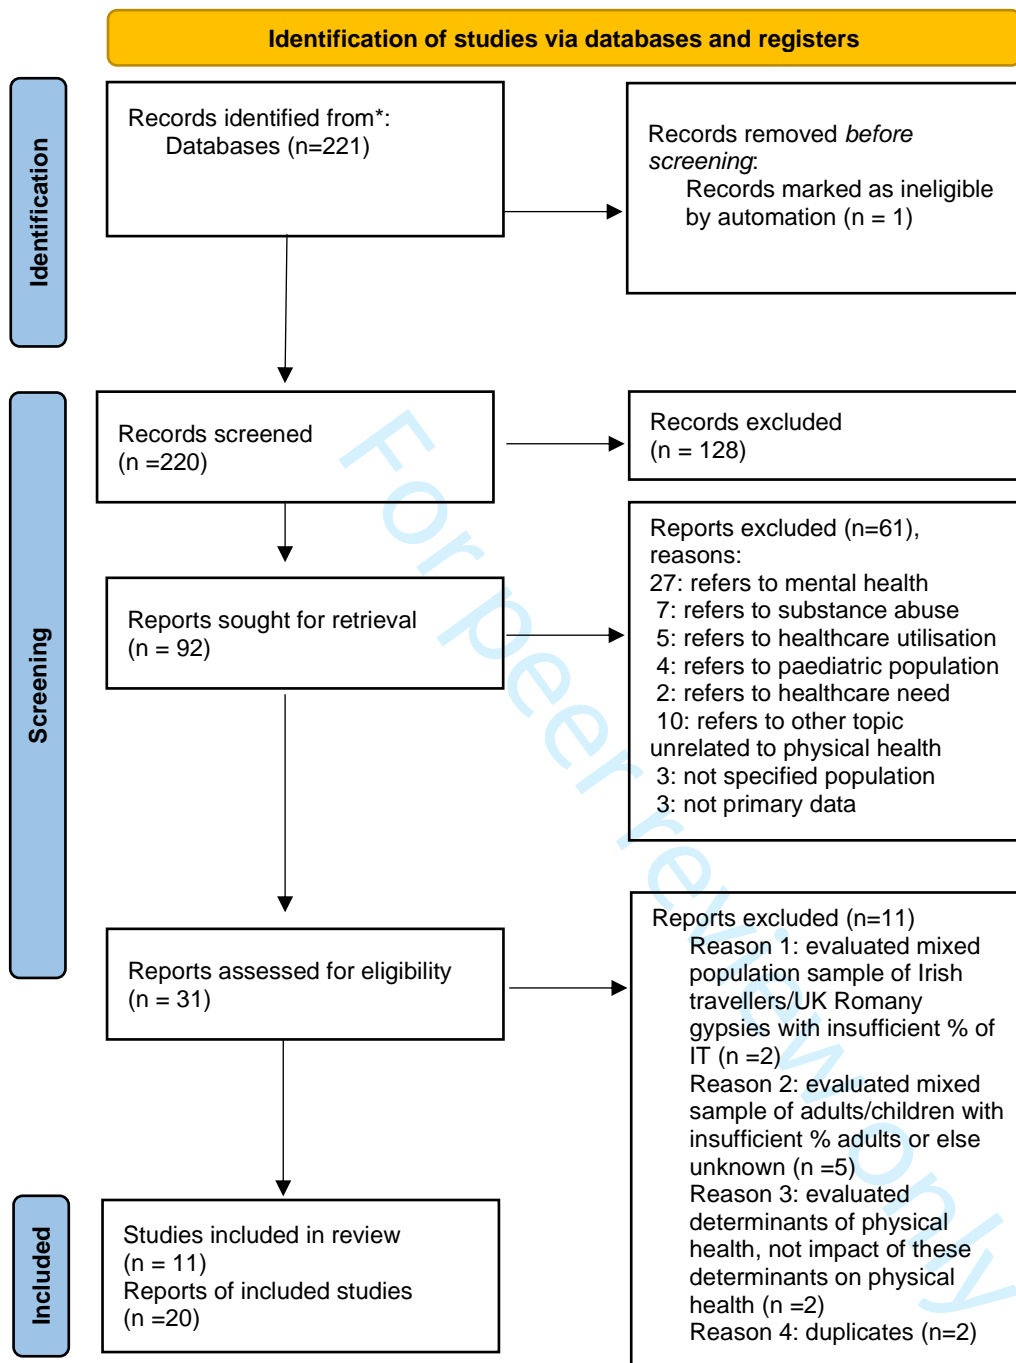 Identification of studies via databases and registers
Identification
Records identified from*:
Databases (n=221)
Records removed before
screening:
Records marked as ineligible
by automation (n = 1)
Screening
Records screened
(n =220)
Records excluded
(n = 128)
Reports sought for retrieval
(n = 92)
Reports excluded (n=61),
reasons:
27: refers to mental health
7: refers to substance abuse
5: refers to healthcare utilisation
4: refers to paediatric population
2: refers to healthcare need
10: refers to other topic
unrelated to physical health
3: not specified population
3: not primary data
Reports assessed for eligibility
(n = 31)
Reports excluded (n=11)
Reason 1: evaluated mixed
population sample of Irish
travellers/UK Romany
gypsies with insufficient % of
IT (n =2)
Reason 2: evaluated mixed
sample of adults/children with
insufficient % adults or else
unknown (n =5)
Reason 3: evaluated
determinants of physical
health, not impact of these
determinants on physical
health (n =2)
Reason 4: duplicates (n=2)
Included
Studies included in review
(n = 11)
Reports of included studies
(n =20)
For peer review only